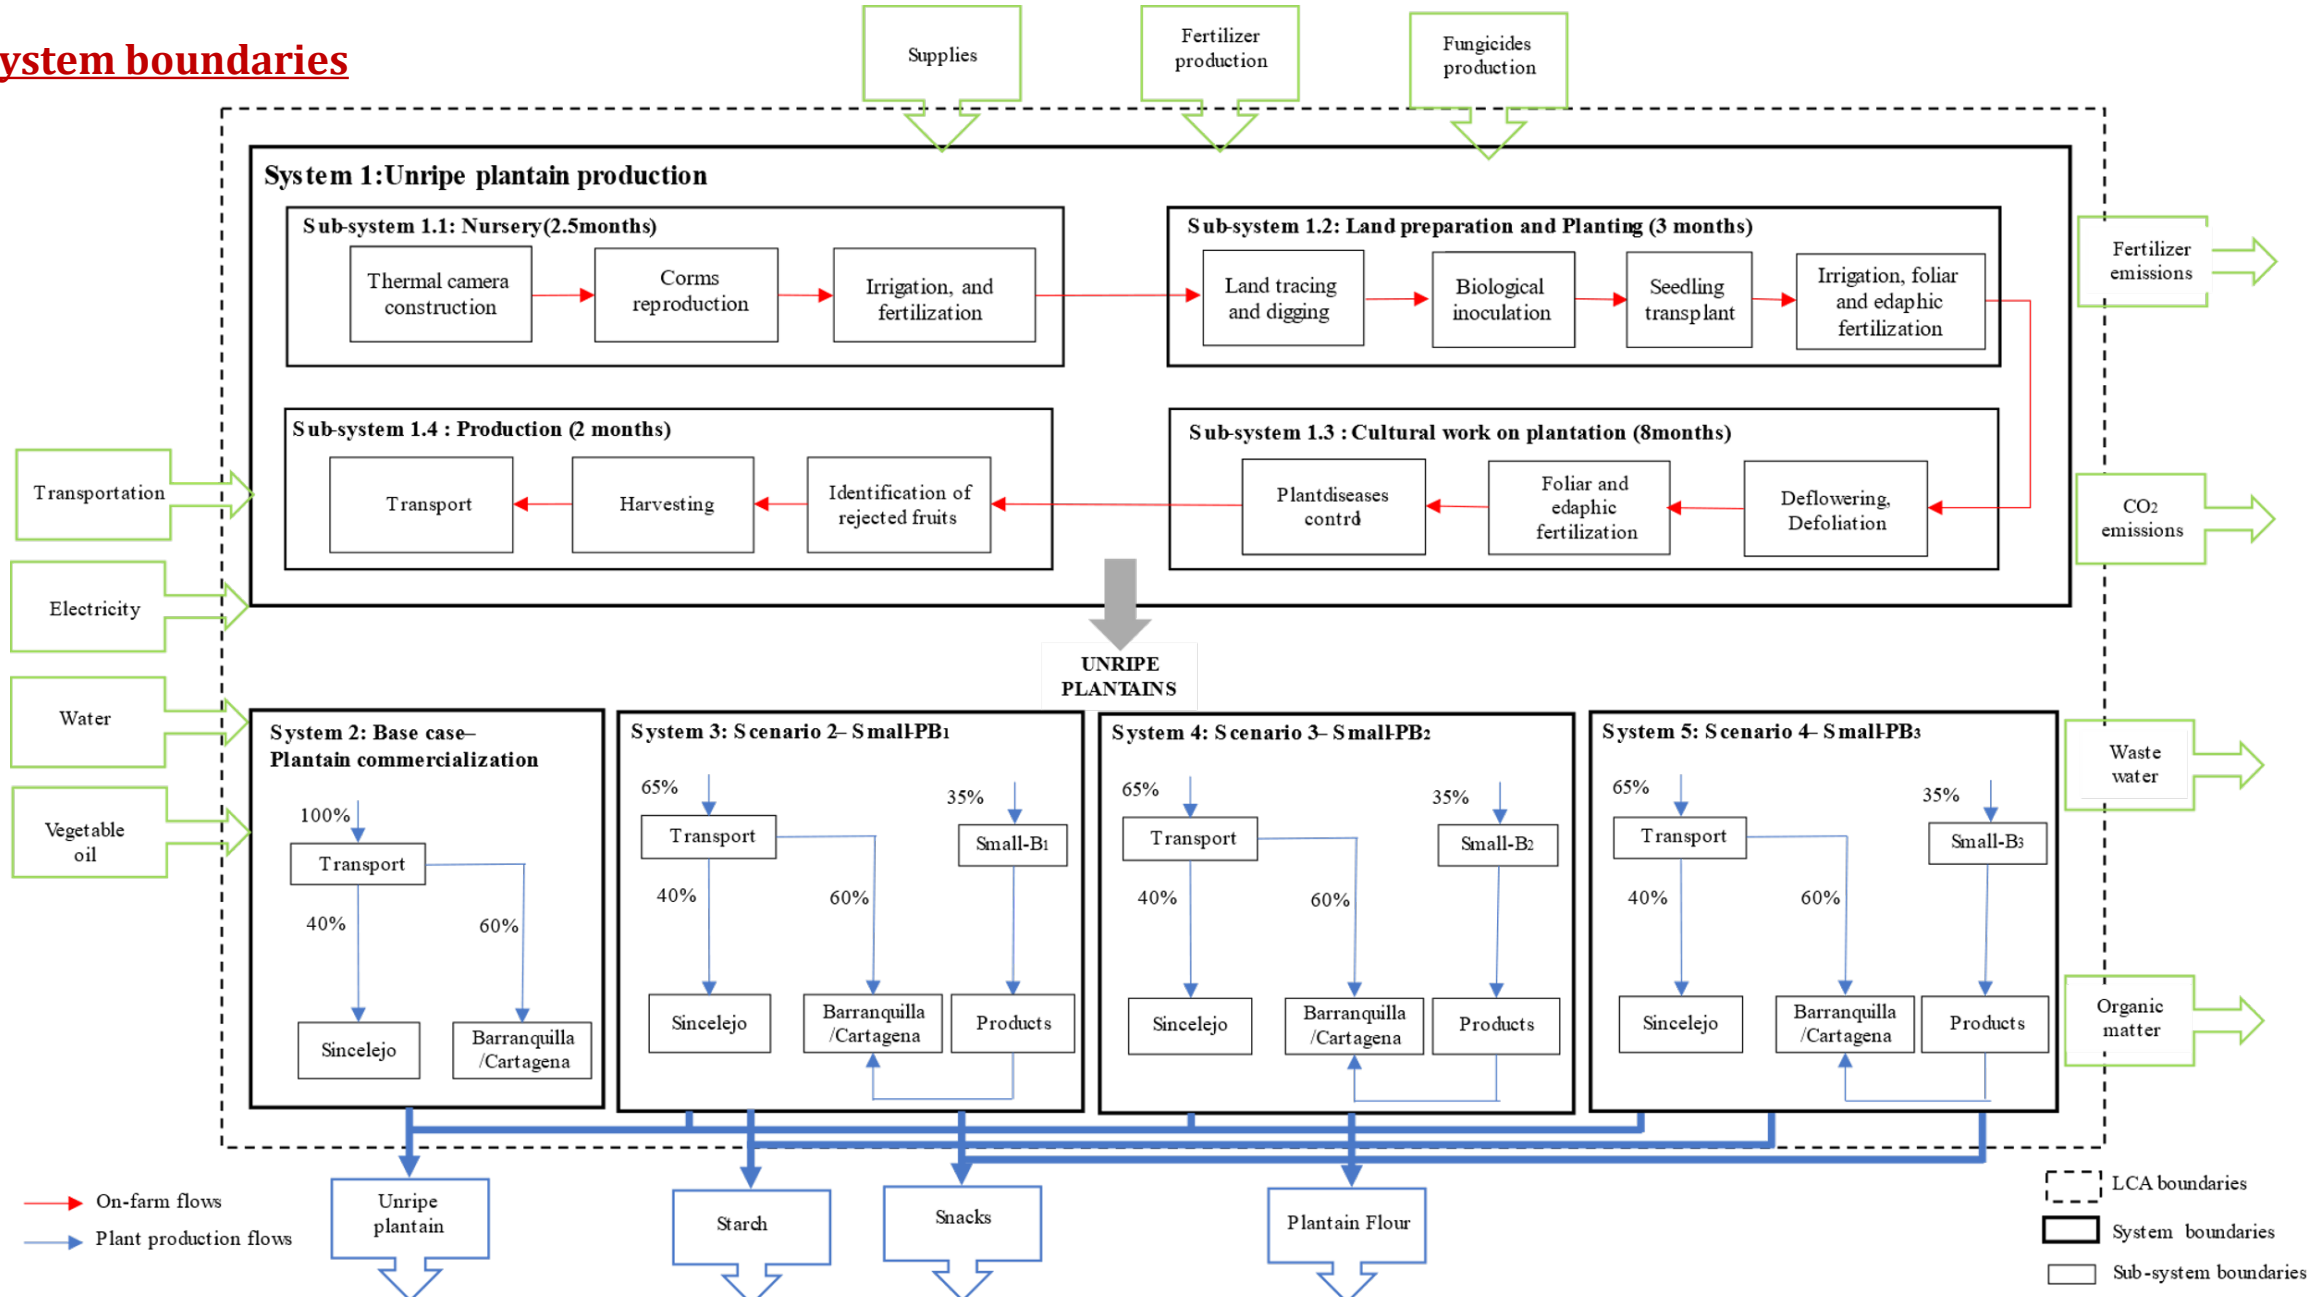 ystem boundaries
Supplies
Fertilizer
production
Fungicides
production
System 1:Unripe plantain production
Sub-system 1.1: Nursery(2.5months)
Thermal camera
construction
Corms
reproduction
Irrigation, and
fertilization
Sub-system 1.2: Land preparation and Planting (3 months)
Land tracing
and digging
Biological
inoculation
Seedling
transplant
Irrigation, foliar
and edaphic
fertilization
Fertilizer
emissions
Sub-system 1.4 : Production (2 months)
Transport
Harvesting
Identification of
rejected fruits
Sub-system 1.3 : Cultural work on plantation (8months)
Plantdiseases
control
Foliar and
edaphic
fertilization
Deflowering,
Defoliation
Transportation
CO2
emissions
Electricity
UNRIPE
PLANTAINS
Water
Vegetable
oil
System 2: Base case–
Plantain commercialization
100%
Transport
40%
60%
Sincelejo
Barranquilla
/Cartagena
System 3: Scenario 2– Small-PB1
65%
35%
Transport
Small-B1
40%
60%
Sincelejo
Barranquilla
/Cartagena
Products
System 4: Scenario 3– Small-PB2
65%
35%
Transport
Small-B2
40%
60%
Sincelejo
Barranquilla
/Cartagena
Products
System 5: Scenario 4– Small-PB3
65%
35%
Transport
Small-B3
40%
60%
Sincelejo
Barranquilla
/Cartagena
Products
Waste
water
Organic
matter
On-farm flows
Plant production flows
Unripe
plantain
Starch
Snacks
Plantain Flour
LCA boundaries
System boundaries
Sub-system boundaries